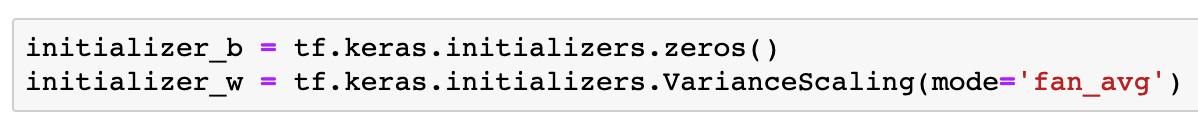 initializer_b = tf.keras.initializers.zeros()
initializer_w = tf.keras.initializers.VarianceScaling(mode='fan_avg')